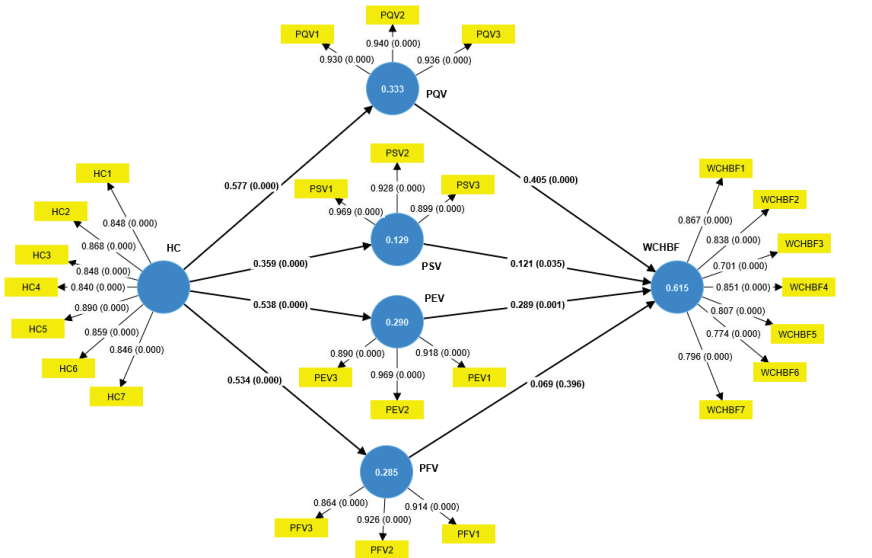 PQV2
PQV1
PQV3
0.940 (0.000)
0.930 (0.000)
0.936 (0.000)
0.333
PQV
HC1
HC2
HC3
HC4
HC5
HC6
HC7
0.848 (0.000)
0.868 (0.000)
0.848 (0.000)
0.840 (0.000)
0.890 (0.000)
0.859 (0.000)
0.846 (0.000)
HC
0.577 (0.000)
0.359 (0.000)
0.538 (0.000)
0.534 (0.000)
PSV2
PSV1
PSV3
0.928 (0.000)
0.969 (0.000)
0.899 (0.000)
0.129
PSV
PEV
0.290
0.890 (0.000)
0.918 (0.000)
0.969 (0.000)
PEV3
PEV1
PEV2
PFV
0.285
0.864 (0.000)
0.914 (0.000)
0.926 (0.000)
PFV3
PFV1
PFV2
0.405 (0.000)
0.121 (0.035)
0.289 (0.001)
0.069 (0.396)
WCHBF
0.615
0.867 (0.000)
0.838 (0.000)
0.701 (0.000)
0.851 (0.000)
0.807 (0.000)
0.774 (0.000)
0.796 (0.000)
WCHBF1
WCHBF2
WCHBF3
WCHBF4
WCHBF5
WCHBF6
WCHBF7